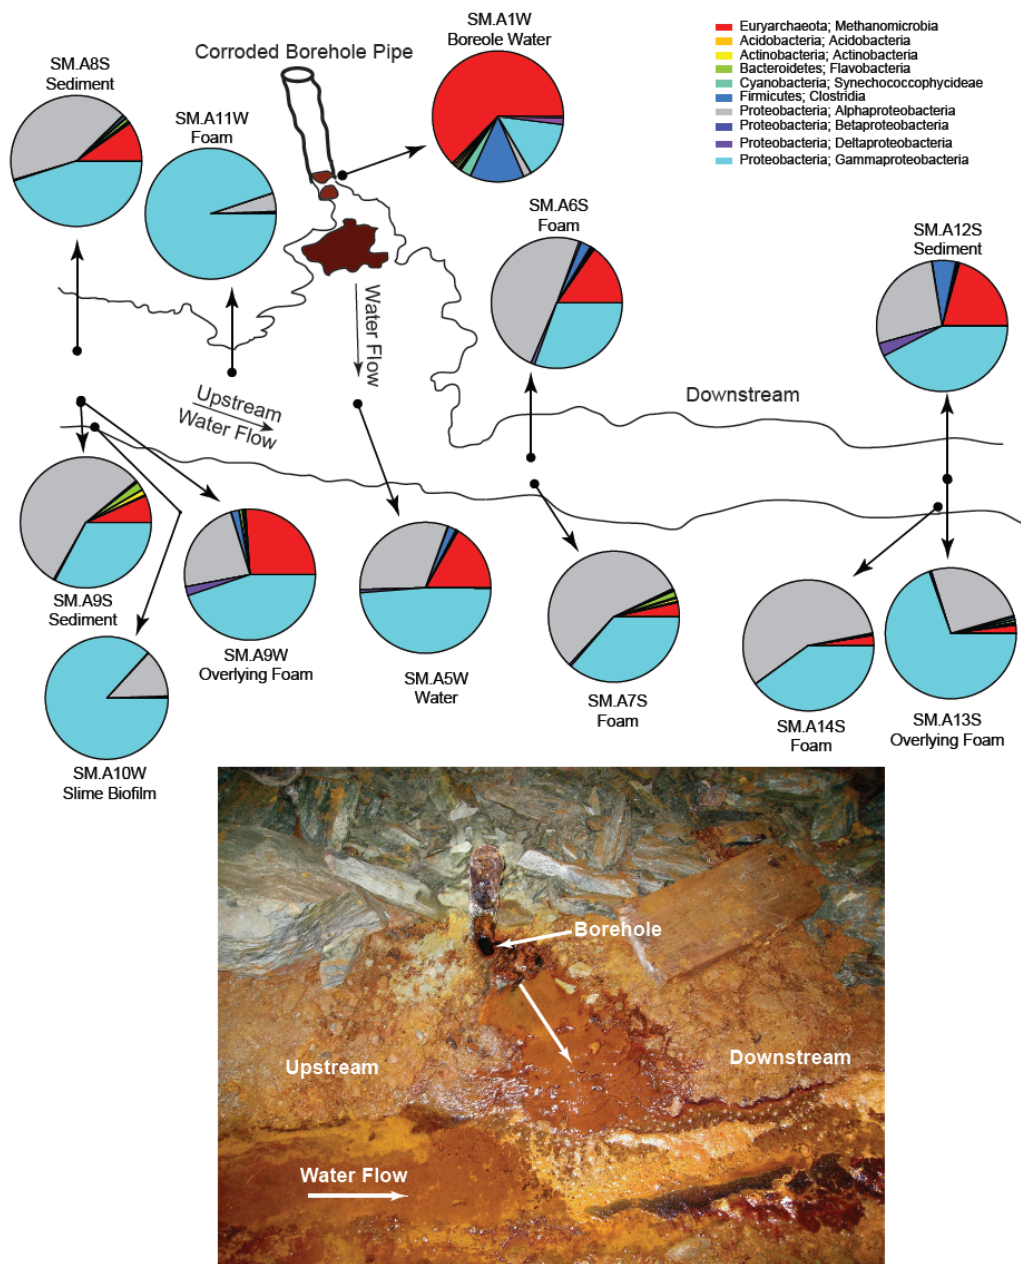 SM.A1W
Boreole Water
Euryarchaeota; Methanomicrobia
Acidobacteria; Acidobacteria
Actinobacteria; Actinobacteria
Bacteroidetes; Flavobacteria
Cyanobacteria; Synechococcophycideae
Firmicutes; Clostridia
Proteobacteria; Alphaproteobacteria
Proteobacteria; Betaproteobacteria
Proteobacteria; Deltaproteobacteria
Proteobacteria; Gammaproteobacteria
Corroded Borehole Pipe
SM.A8S
Sediment
SM.A11W
Foam
SM.A6S
Foam
SM.A12S
Sediment
Water Flow
Upstream
Water Flow
Downstream
SM.A9S
Sediment
SM.A9W
Overlying Foam
SM.A5W
Water
SM.A7S
Foam
SM.A14S
Foam
SM.A13S
Overlying Foam
SM.A10W
Slime Biofilm
Borehole
Upstream
Downstream
Water Flow